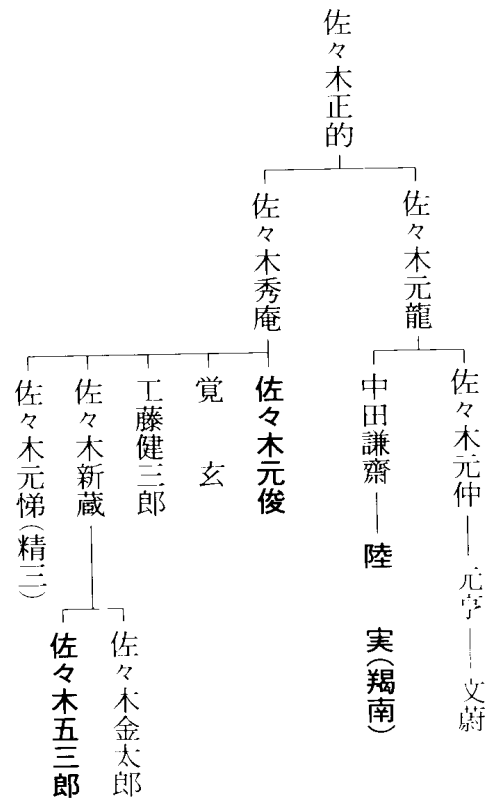 佐々木正的
佐々木元龍
佐々木元仲
元亨
文蔚
中田謙齋
陸　実(羯南)
佐々木秀庵
佐々木元俊
覚　玄
工藤健三郎
佐々木新蔵
佐々木金太郎
佐々木五三郎
佐々木元悌(精三)